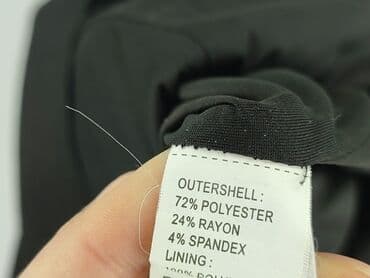 OUTERSHELL:
72% POLYESTER
24% RAYON
4% SPANDEX
LINING: